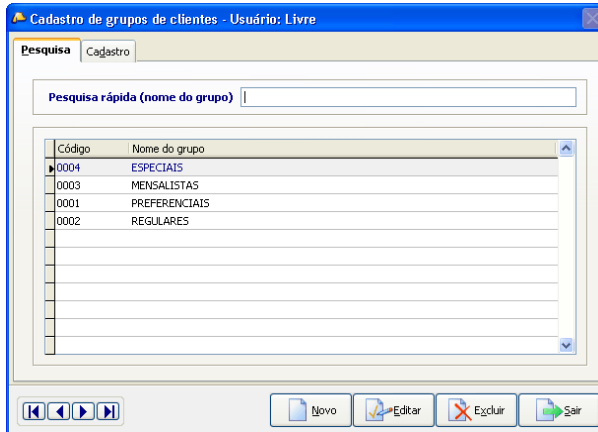 Cadastro de grupos de clientes - Usuário: Livre
Pesquisa Cadastro
Pesquisa rápida (nome do grupo)
Código Nome do grupo
0004 ESPECIAIS
0003 MENSALISTAS
0001 PREFERENCIAIS
0002 REGULARES
Novo Editar Excluir Sair